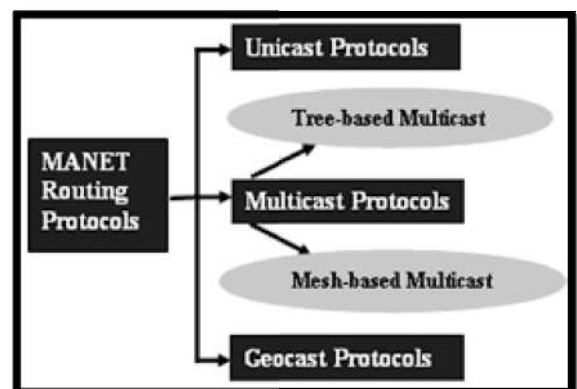 Unicast Protocols
Tree-based Multicast
MANET
Routing
Protocols
Multicast Protocols
Mesh-based Multicast
Geocast Protocols